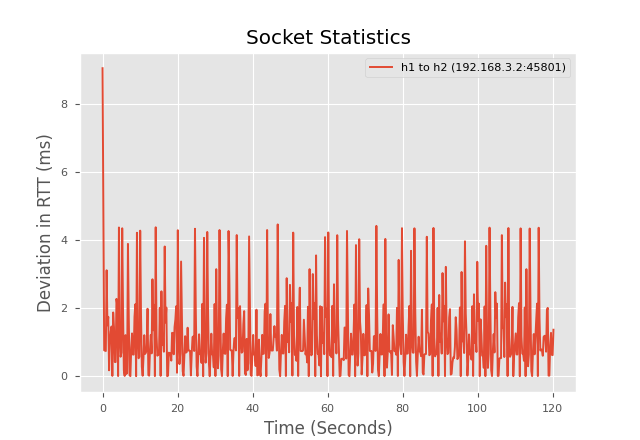 Socket Statistics
h1 to h2 (192.168.3.2:45801)
Deviation in RTT (ms)
8
6
4
2
0
0 20 40 60 80 100 120
Time (Seconds)